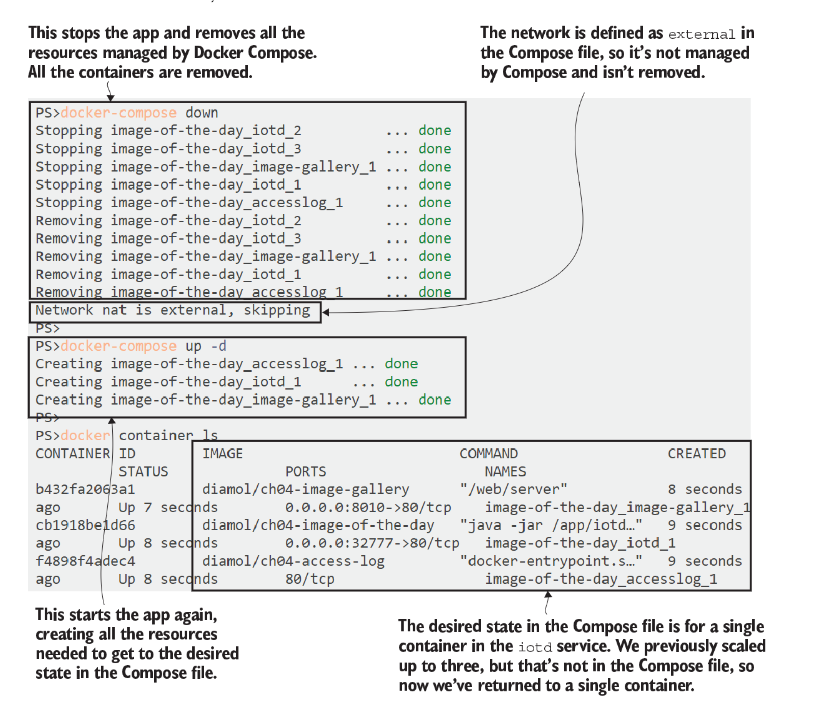 This stops the app and removes all the
resources managed by Docker Compose.
All the containers are removed.
The network is defined as external in
the Compose file, so it's not managed
by Compose and isn't removed.
PS>docker-compose down
Stopping image-of-the-day_iotd_2 ... done
Stopping image-of-the-day_iotd_3 ... done
Stopping image-of-the-day_image-gallery_1 ... done
Stopping image-of-the-day_iotd_1 ... done
Stopping image-of-the-day_accesslog_1 ... done
Removing image-of-the-day_iotd_2 ... done
Removing image-of-the-day_iotd_3 ... done
Removing image-of-the-day_image-gallery_1 ... done
Removing image-of-the-day_iotd_1 ... done
Removing image-of-the-day_accesslog_1 ... done
Network nat is external, skipping
PS>
PS>docker-compose up -d
Creating image-of-the-day_accesslog_1 ... done
Creating image-of-the-day_iotd_1 ... done
Creating image-of-the-day_image-gallery_1 ... done
PS>
PS>docker container ls
CONTAINER ID IMAGE COMMAND CREATED
STATUS PORTS NAMES
b432fa2063a1 diamol/ch04-image-gallery "/web/server" 8 seconds
ago Up 7 seconds 0.0.0.0:8010->80/tcp image-of-the-day_image-gallery_1
cb1918be1d66 diamol/ch04-image-of-the-day "java -jar /app/iotd…" 9 seconds
ago Up 8 seconds 0.0.0.0:32777->80/tcp image-of-the-day_iotd_1
f4898f4adec4 diamol/ch04-access-log "docker-entrypoint.s…" 9 seconds
ago Up 8 seconds 80/tcp image-of-the-day_accesslog_1
This starts the app again,
creating all the resources
needed to get to the desired
state in the Compose file.
The desired state in the Compose file is for a single
container in the iotd service. We previously scaled
up to three, but that's not in the Compose file, so
now we've returned to a single container.